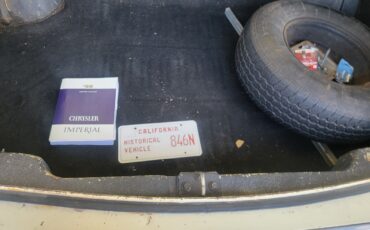 CHRYSLER
IMPERIAL
CALIFORNIA
HISTORICAL
VEHICLE
846N